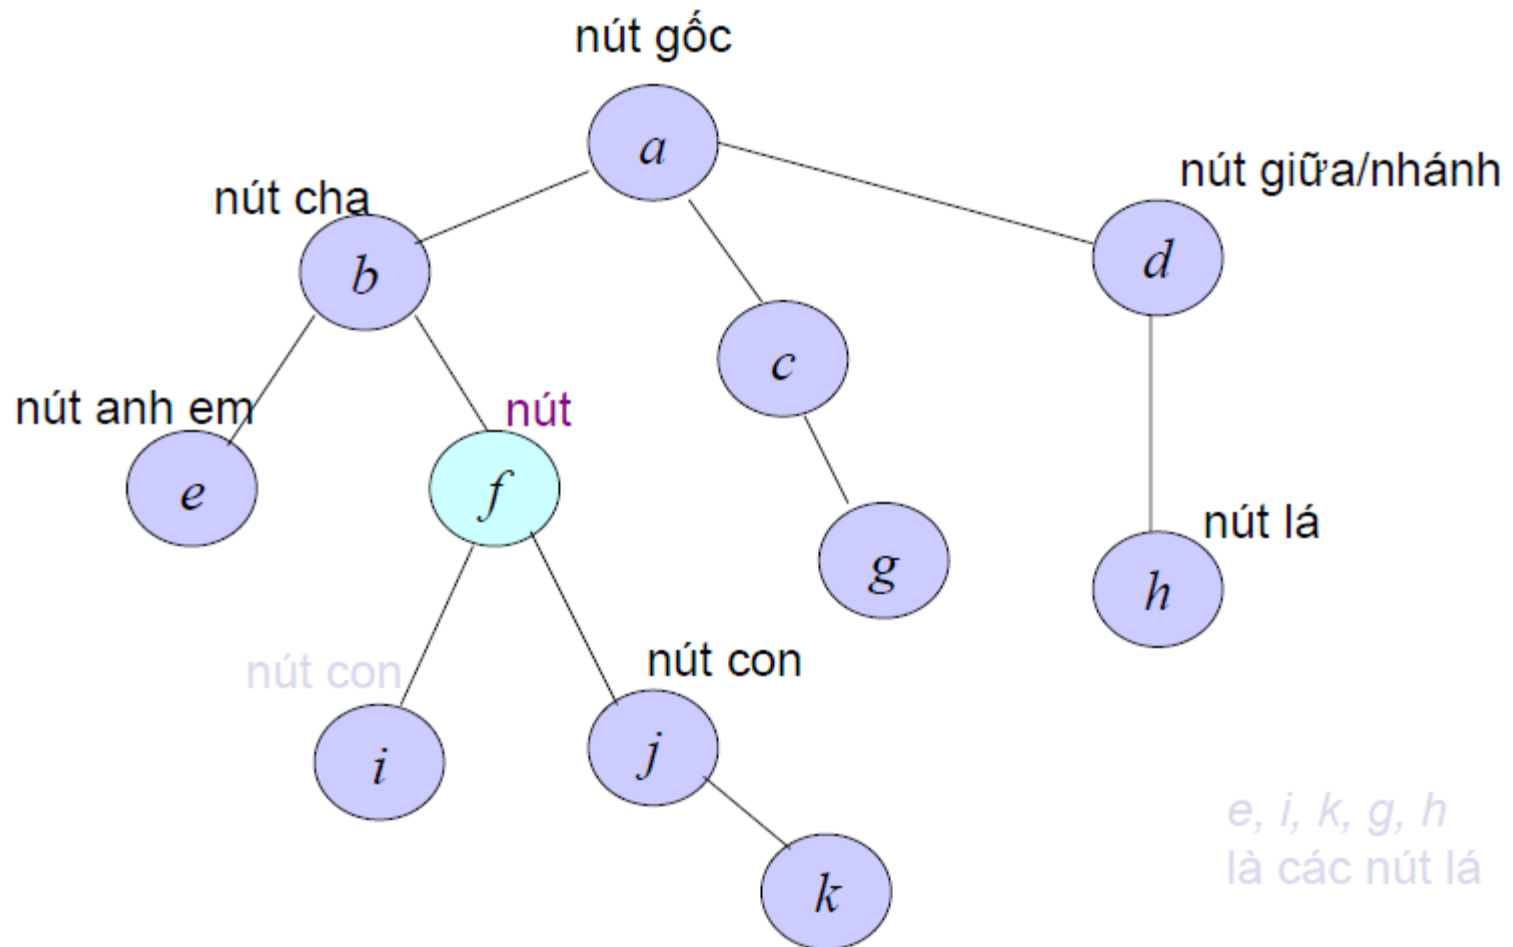 nút gốc
a
nút giữa/nhánh
nút cha
b
d
c
nút anh em
nút
e
f
nút lá
g
h
nút con
nút con
i
j
e, i, k, g, h
là các nút lá
k